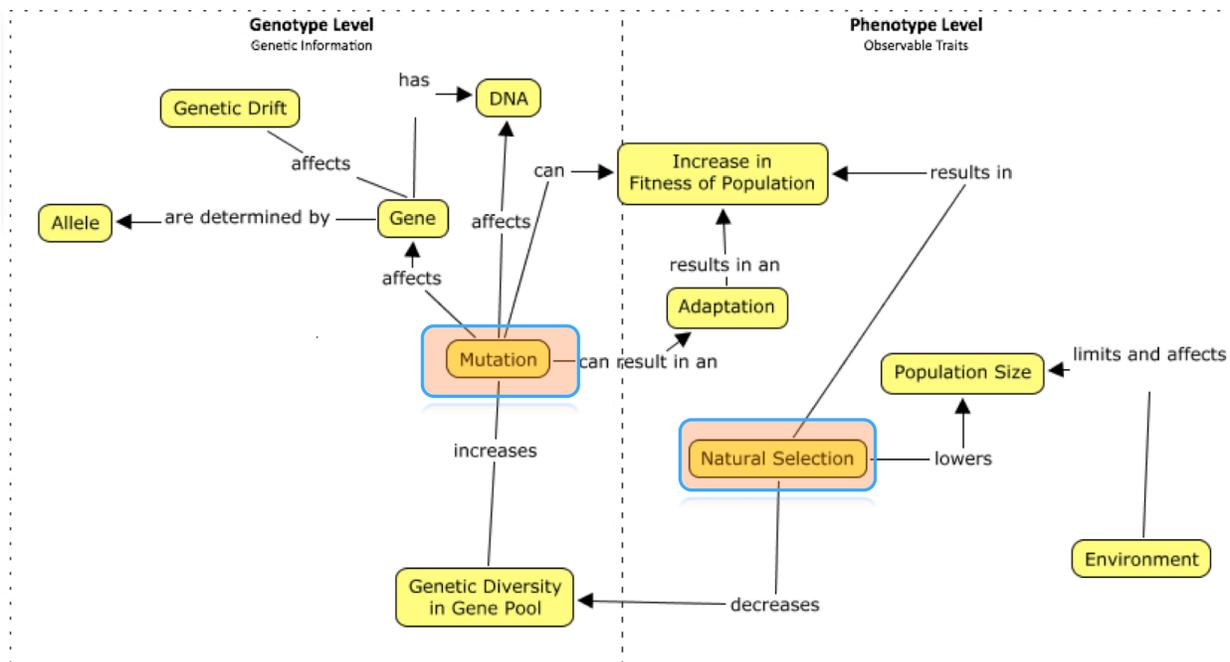 Genotype Level
Genetic Information
Phenotype Level
Observable Traits
has
DNA
Genetic Drift
affects
can
Increase in
Fitness of Population
results in
Allele
are determined by
Gene
affects
affects
results in an
Adaptation
Mutation
can result in an
Population Size
limits and affects
increases
Natural Selection
lowers
Environment
Genetic Diversity
in Gene Pool
decreases